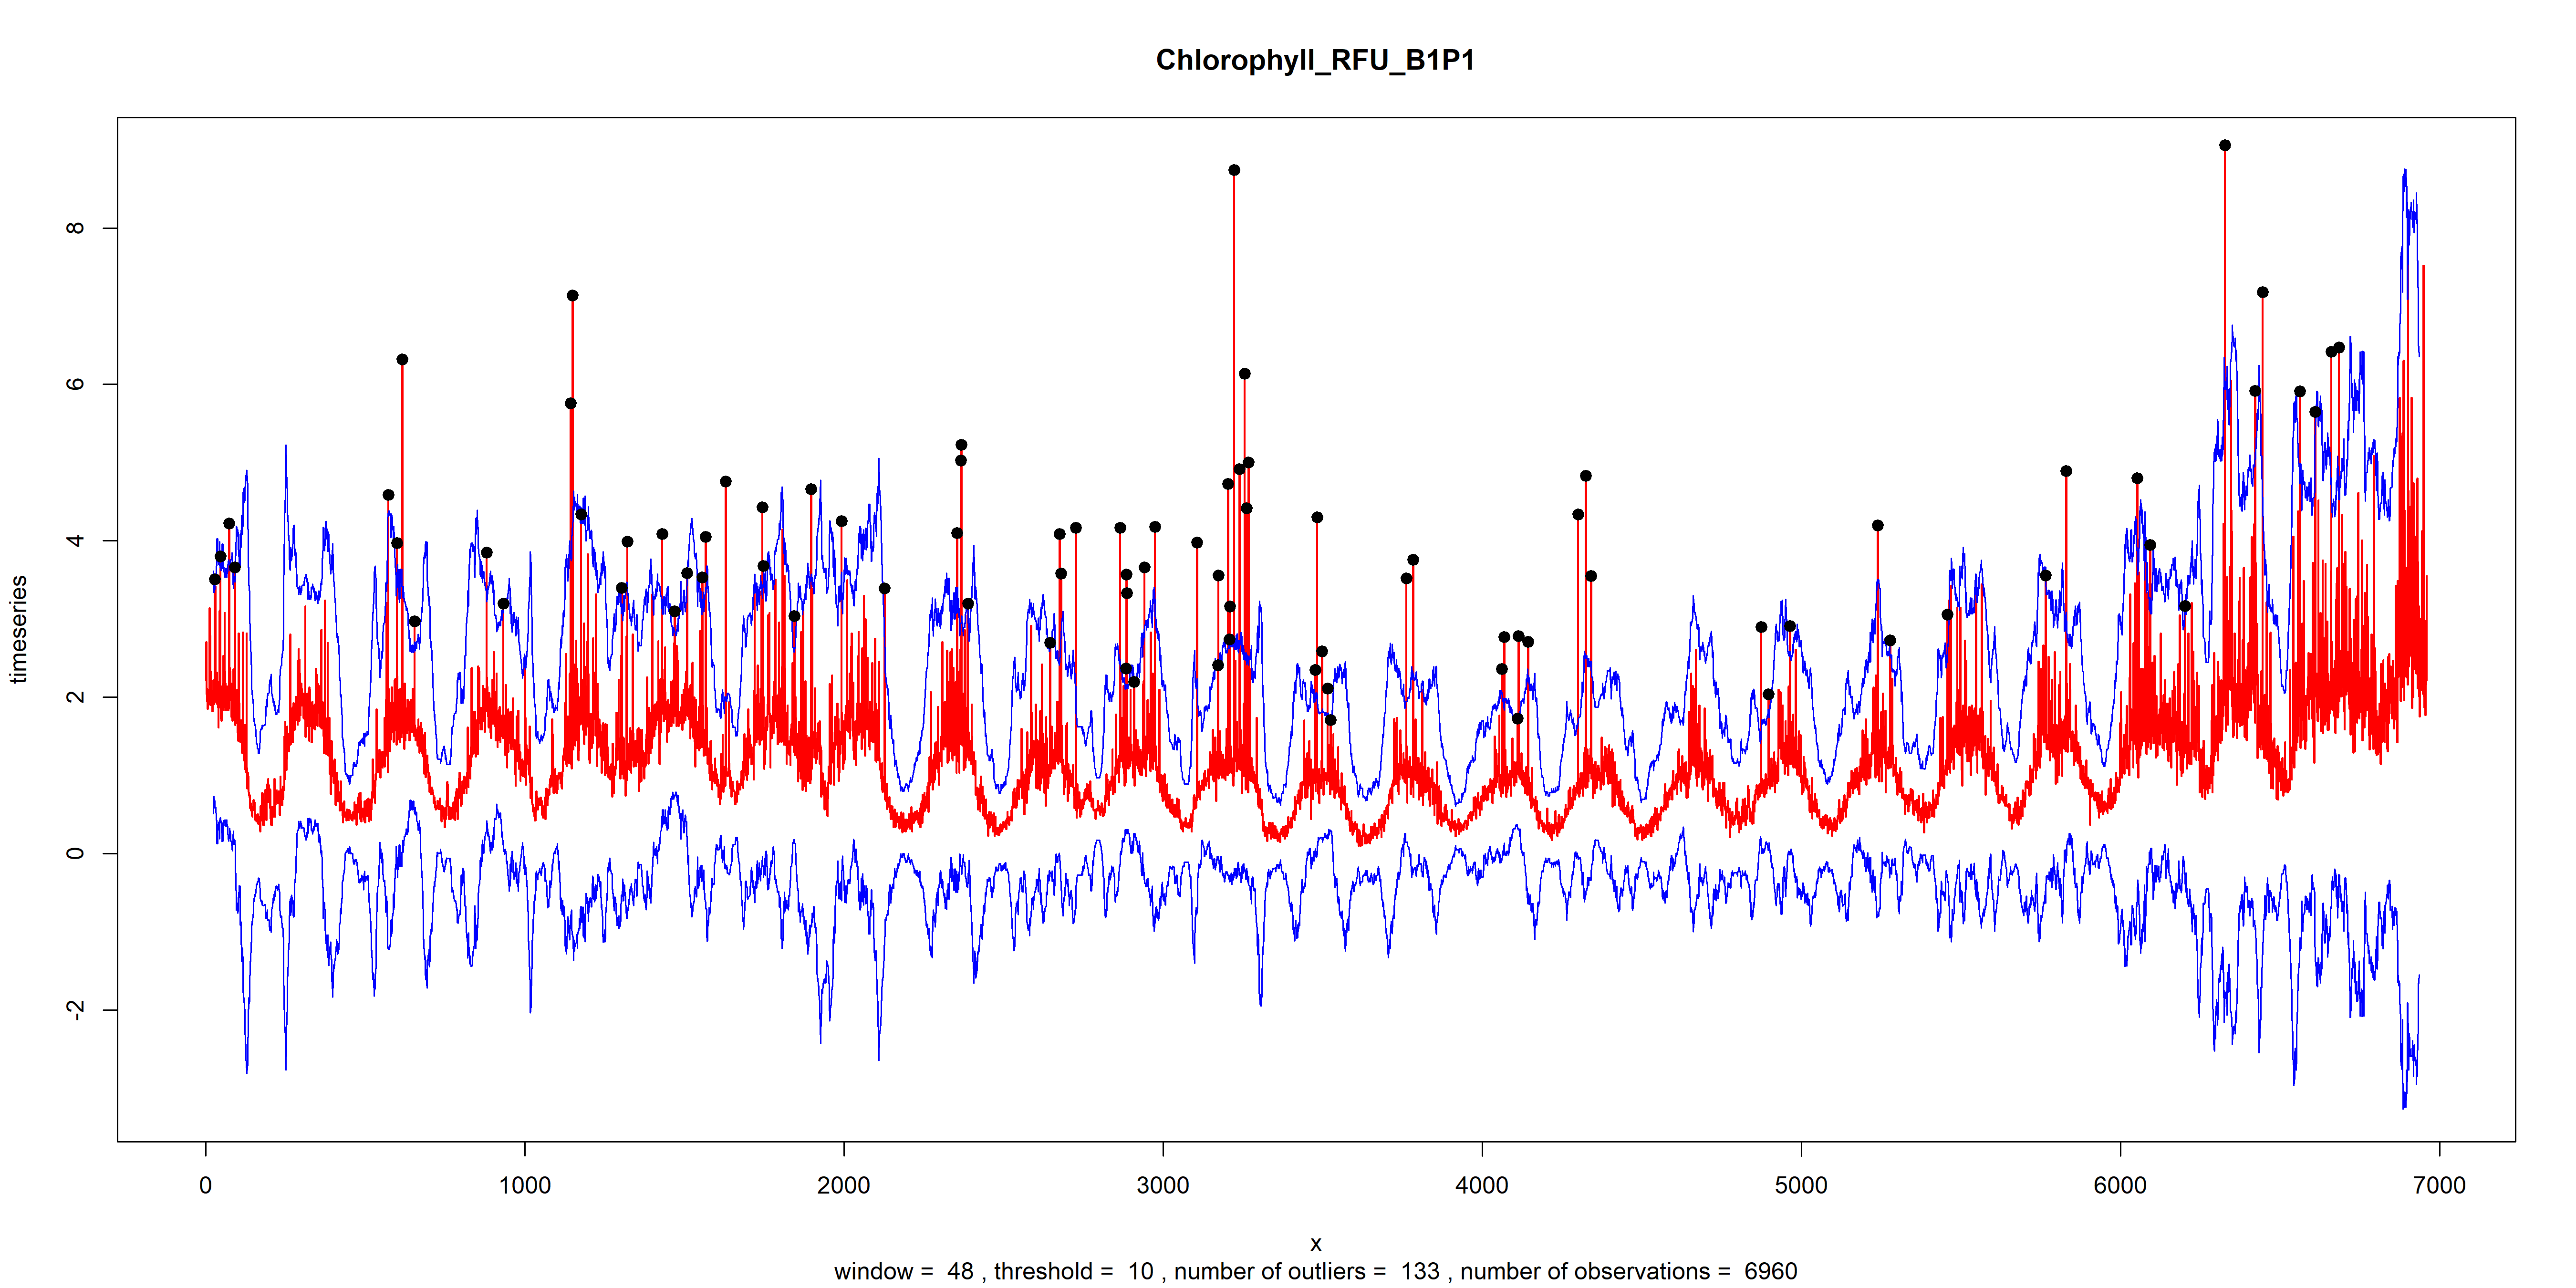 Chlorophyll_RFU_B1P1
timeseries
8
6
4
2
0
-2
0 1000 2000 3000 4000 5000 6000 7000
x
window = 48 , threshold = 10 , number of outliers = 133 , number of observations = 6960